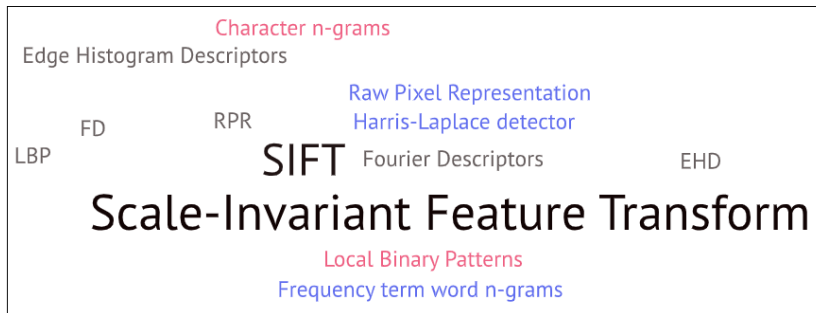 Character n-grams
Edge Histogram Descriptors
Raw Pixel Representation
FD
RPR
Harris-Laplace detector
LBP
SIFT
Fourier Descriptors
EHD
Scale-Invariant Feature Transform
Local Binary Patterns
Frequency term word n-grams